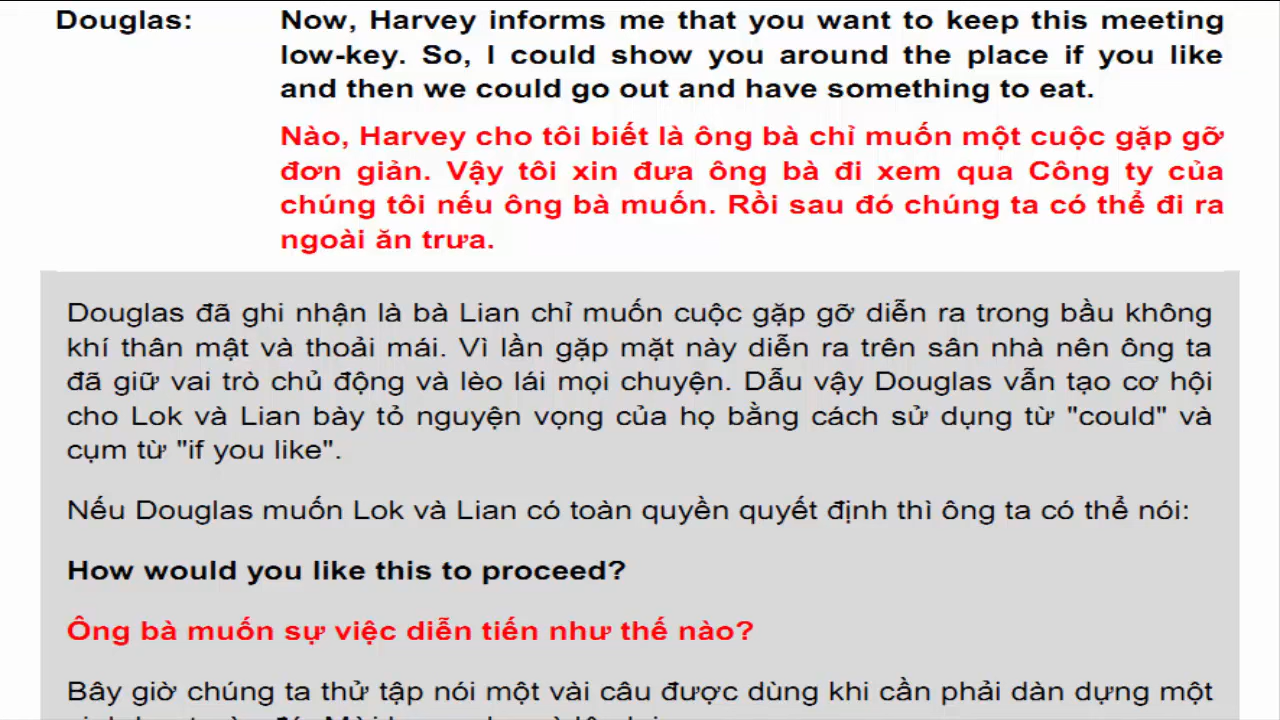 Douglas: Now, Harvey informs me that you want to keep this meeting
low-key. So, I could show you around the place if you like
and then we could go out and have something to eat.
Nào, Harvey cho tôi biết là ông bà chỉ muốn một cuộc gặp gỡ
đơn giản. Vậy tôi xin đưa ông bà đi xem qua Công ty của
chúng tôi nếu ông bà muốn. Rồi sau đó chúng ta có thể đi ra
ngoài ăn trưa.
Douglas đã ghi nhận là bà Lian chỉ muốn cuộc gặp gỡ diễn ra trong bầu không
khí thân mật và thoải mái. Vì lần gặp mặt này diễn ra trên sân nhà nên ông ta
đã giữ vai trò chủ động và lèo lái mọi chuyện. Dẫu vậy Douglas vẫn tạo cơ hội
cho Lok và Lian bày tỏ nguyện vọng của họ bằng cách sử dụng từ "could" và
cụm từ "if you like".
Nếu Douglas muốn Lok và Lian có toàn quyền quyết định thì ông ta có thể nói:
How would you like this to proceed?
Ông bà muốn sự việc diễn tiến như thế nào?
Bây giờ chúng ta thử tập nói một vài câu được dùng khi cần phải dàn dựng một